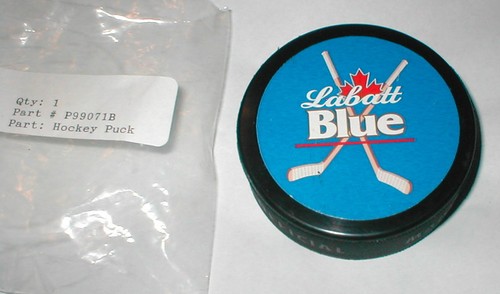 Qty: 1
Part # P99071B
Part: Hockey Puck
Labatt
Blue